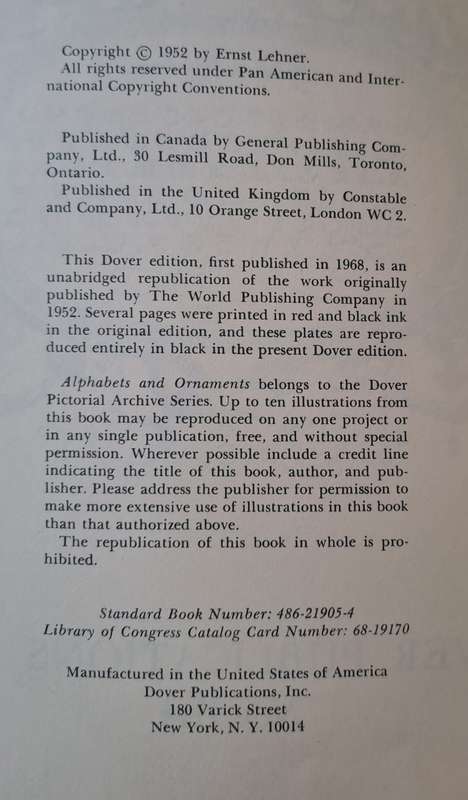 Copyright © 1952 by Ernst Lehner.
All rights reserved under Pan American and Inter-
national Copyright Conventions.
Published in Canada by General Publishing Com-
pany, Ltd., 30 Lesmill Road, Don Mills, Toronto,
Ontario.
Published in the United Kingdom by Constable
and Company, Ltd., 10 Orange Street, London WC 2.
This Dover edition, first published in 1968, is an
unabridged republication of the work originally
published by The World Publishing Company in
1952. Several pages were printed in red and black ink
in the original edition, and these plates are repro-
duced entirely in black in the present Dover edition.
Alphabets and Ornaments belongs to the Dover
Pictorial Archive Series. Up to ten illustrations from
this book may be reproduced on any one project or
in any single publication, free, and without special
permission. Wherever possible include a credit line
indicating the title of this book, author, and pub-
lisher. Please address the publisher for permission to
make more extensive use of illustrations in this book
than that authorized above.
The republication of this book in whole is pro-
hibited.
Standard Book Number: 486-21905-4
Library of Congress Catalog Card Number: 68-19170
Manufactured in the United States of America
Dover Publications, Inc.
180 Varick Street
New York, N. Y. 10014